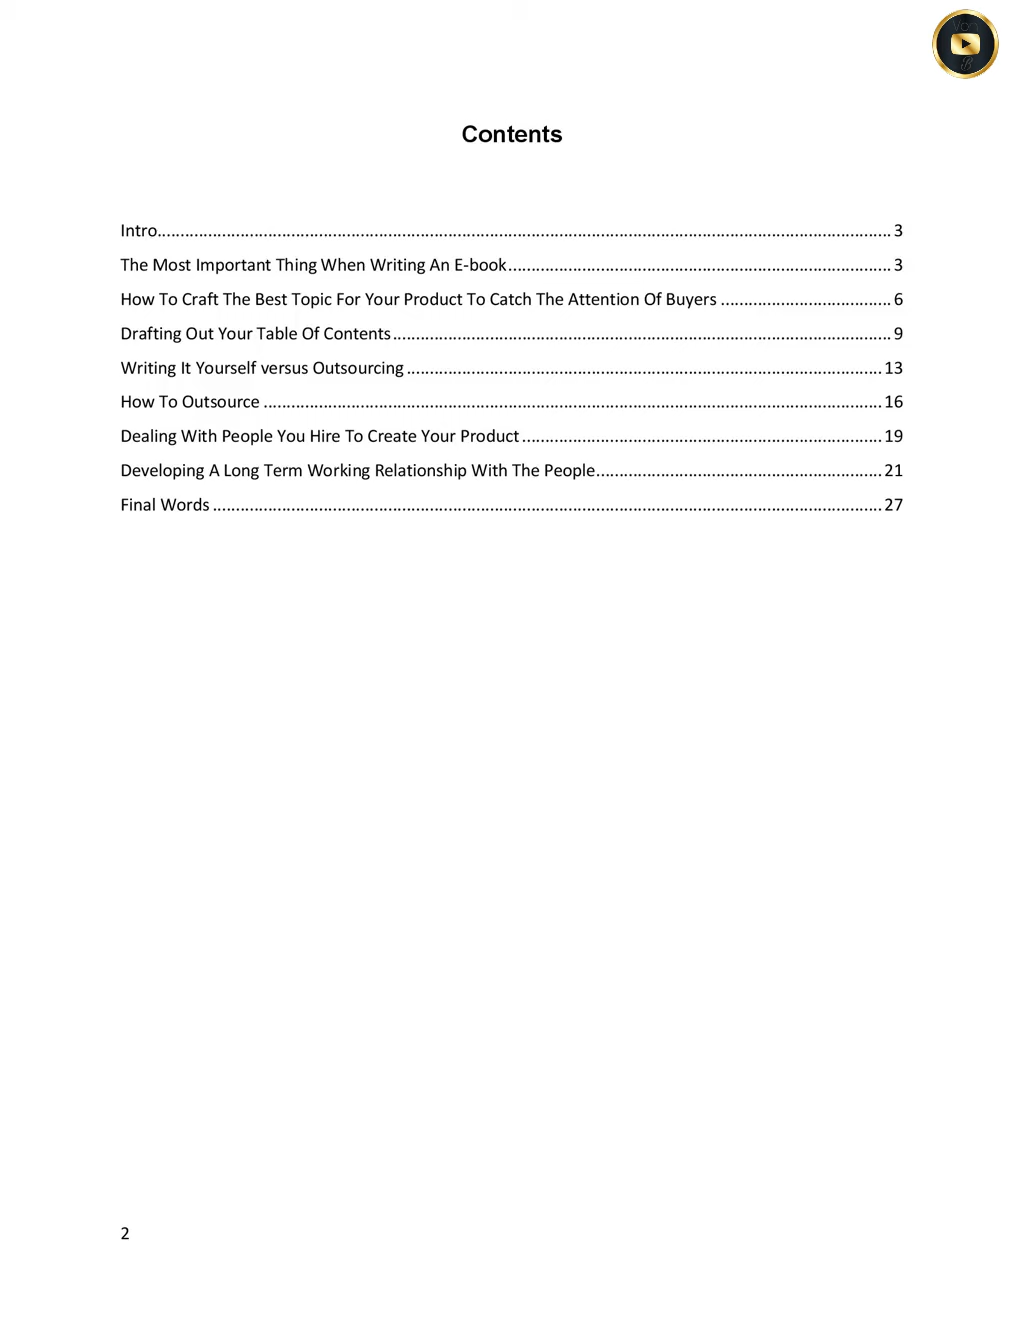 Von
B
Contents
Intro........................................................................................................................................................ 3
The Most Important Thing When Writing An E-book.................................................................................. 3
How To Craft The Best Topic For Your Product To Catch The Attention Of Buyers ..................................... 6
Drafting Out Your Table Of Contents............................................................................................................ 9
Writing It Yourself versus Outsourcing ....................................................................................................... 13
How To Outsource ...................................................................................................................................... 16
Dealing With People You Hire To Create Your Product .............................................................................. 19
Developing A Long Term Working Relationship With The People.............................................................. 21
Final Words ................................................................................................................................................. 27
2